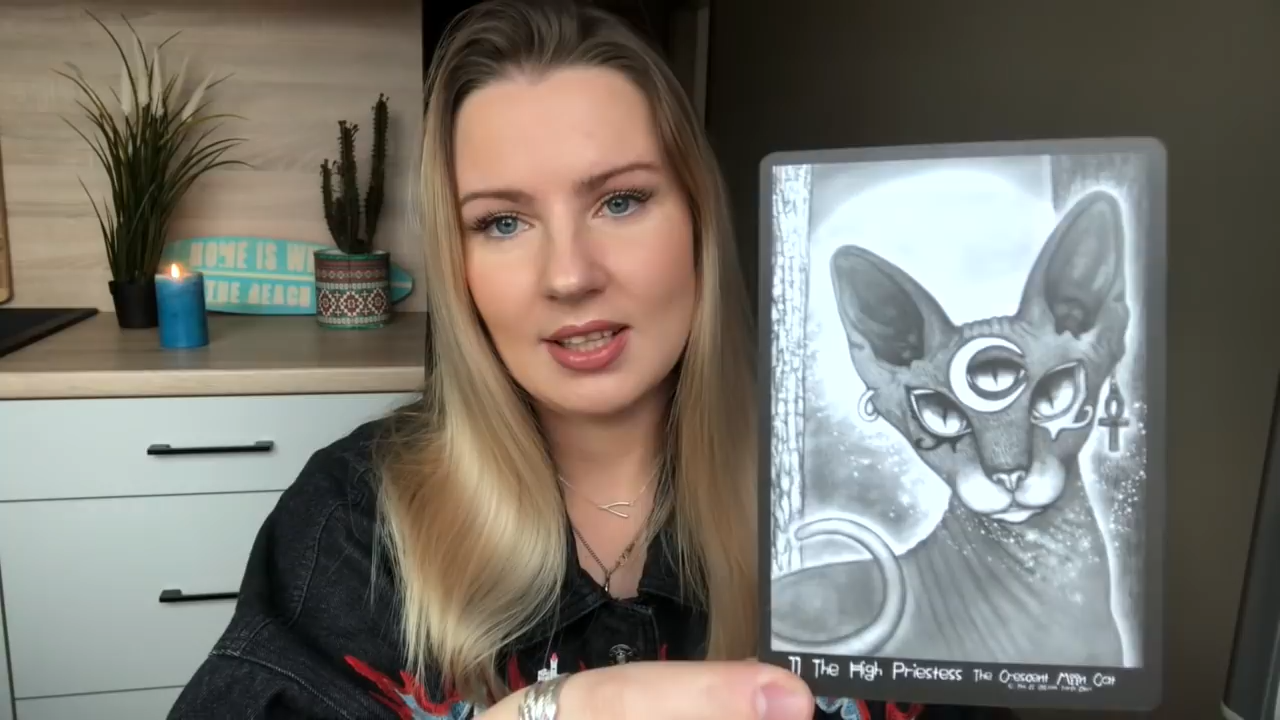 HOME IS W
THE BEACH
II The High Priestess The Crescent Moon Cat